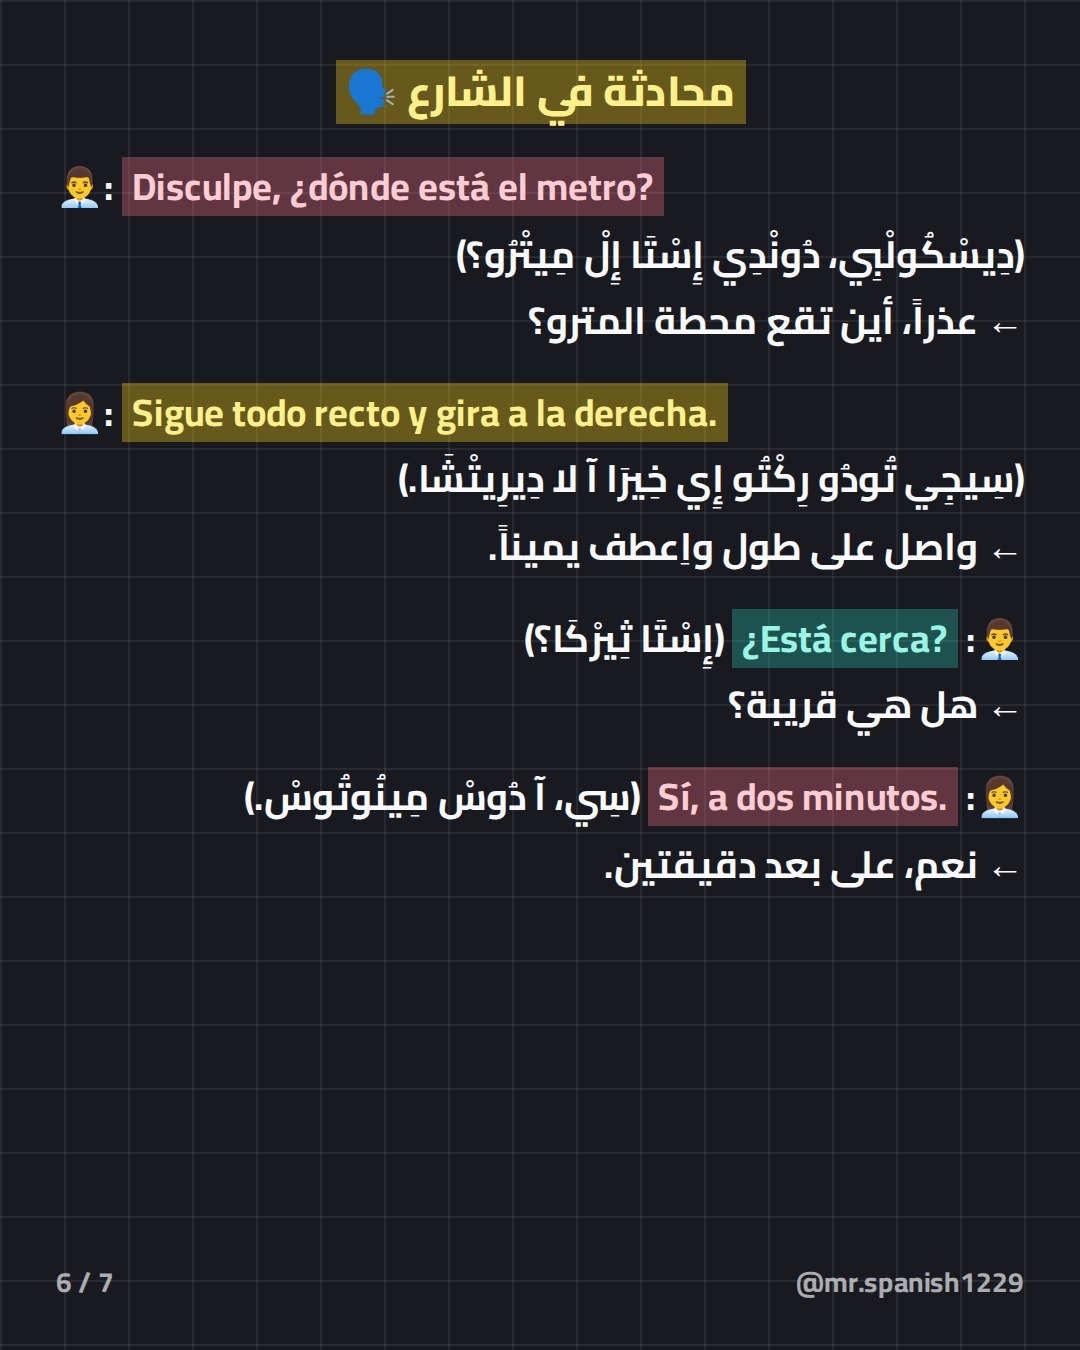 محادثة في الشارع 🗣️
👨‍💼: Disculpe, ¿dónde está el metro?
(دِيسْكُولْبِي، دُونْدِي إِسْتَا إِلْ مِيتْرُو؟)
← عذراً، أين تقع محطة المترو؟
👩‍💼: Sigue todo recto y gira a la derecha.
(سِيجِي تُودُو رِكْتُو إِي خِيرَا آ لا دِيرِيتْشَا.)
← واصل على طول واِعطف يميناً.
👨‍💼: ¿Está cerca? (إِسْتَا ثِيرْكَا؟)
← هل هي قريبة؟
👩‍💼: Sí, a dos minutos. (سِي، آ دُوسْ مِينُوتُوسْ.)
← نعم، على بعد دقيقتين.
6 / 7
@mr.spanish1229